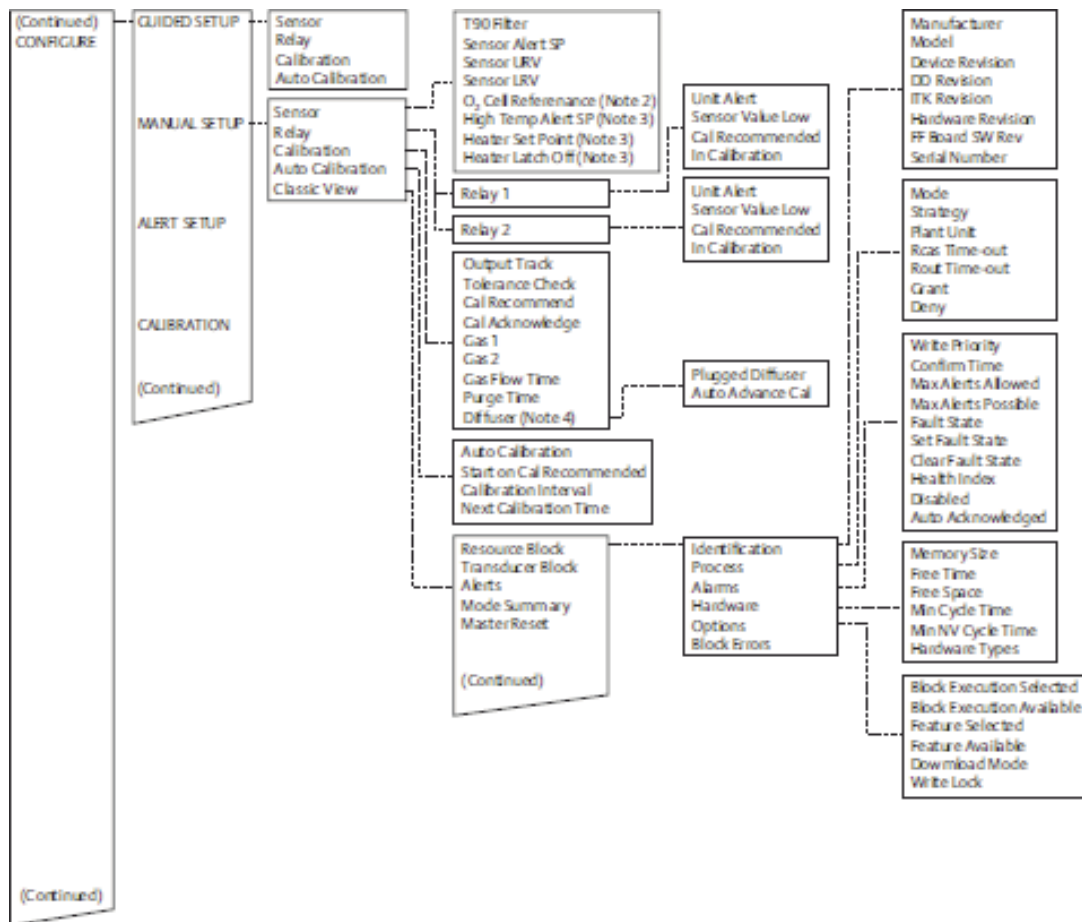 (Continued)
CONFIGURE
(Continued)
GUIDED SETUP
MANUAL SETUP
ALERT SETUP
CALIBRATION
(Continued)
Sensor
Relay
Calibration
Auto Calibration
Sensor
Relay
Calibration
Auto Calibration
Classic View
T90 Filter
Sensor Alert SP
Sensor URV
Sensor LRV
O₂ Cell Referenance (Note 2)
High Temp Alert SP (Note 3)
Heater Set Point (Note 3)
Heater Latch Off (Note 3)
Relay 1
Relay 2
Output Track
Tolerance Check
Cal Recommend
Cal Acknowledge
Gas 1
Gas 2
Gas Flow Time
Purge Time
Diffuser (Note 4)
Auto Calibration
Start on Cal Recommended
Calibration Interval
Next Calibration Time
Resource Block
Transducer Block
Alerts
Mode Summary
Master Reset
(Continued)
Unit Alert
Sensor Value Low
Cal Recommended
In Calibration
Unit Alert
Sensor Value Low
Cal Recommended
In Calibration
Plugged Diffuser
Auto Advance Cal
Identification
Process
Alarms
Hardware
Options
Block Errors
Manufacturer
Model
Device Revision
DD Revision
ITK Revision
Hardware Revision
FF Board SW Rev
Serial Number
Mode
Strategy
Plant Unit
Rcas Time-out
Rout Time-out
Grant
Deny
Write Priority
Confirm Time
Max Alerts Allowed
Max Alerts Possible
Fault State
Set Fault State
Clear Fault State
Health Index
Disabled
Auto Acknowledged
Memory Size
Free Time
Free Space
Min Cycle Time
Min NV Cycle Time
Hardware Types
Block Execution Selected
Block Execution Available
Feature Selected
Feature Available
Dowmload Mode
Write Lock